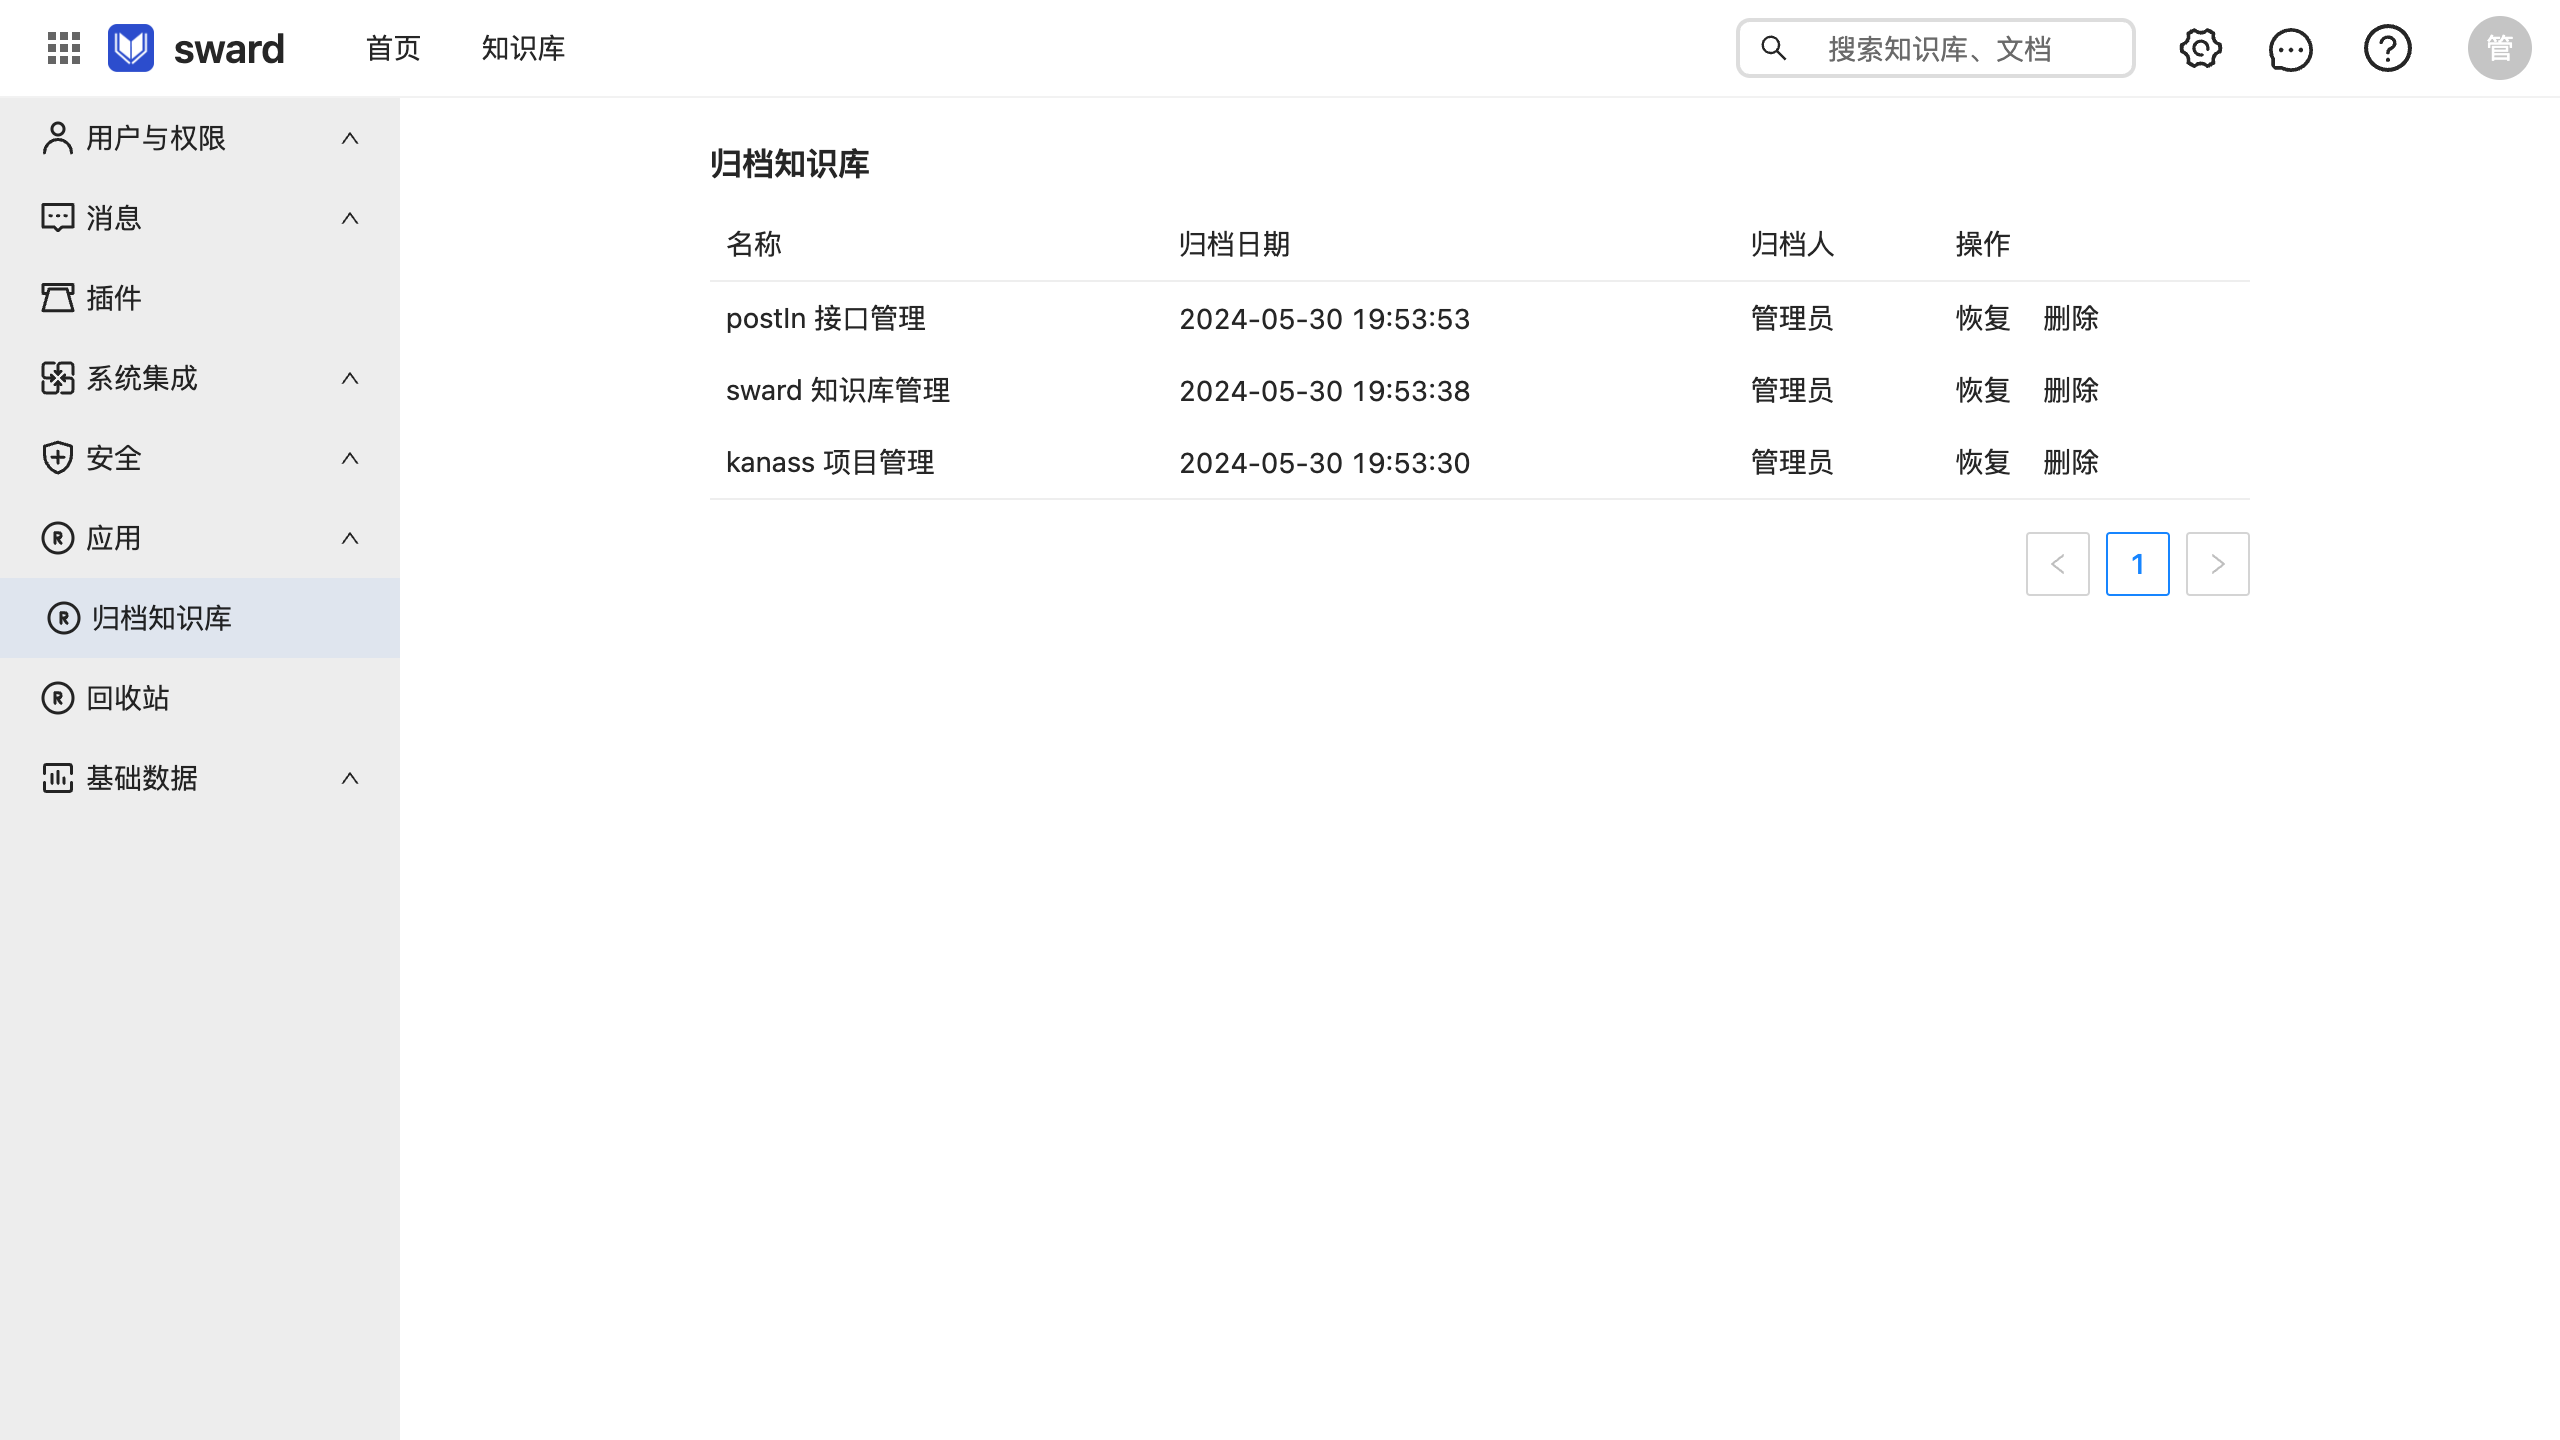 sward 首页 知识库 搜索知识库、文档 管
用户与权限
消息
插件
系统集成
安全
应用
归档知识库
回收站
基础数据
归档知识库
名称 归档日期 归档人 操作
postIn 接口管理 2024-05-30 19:53:53 管理员 恢复 删除
sward 知识库管理 2024-05-30 19:53:38 管理员 恢复 删除
kanass 项目管理 2024-05-30 19:53:30 管理员 恢复 删除
1